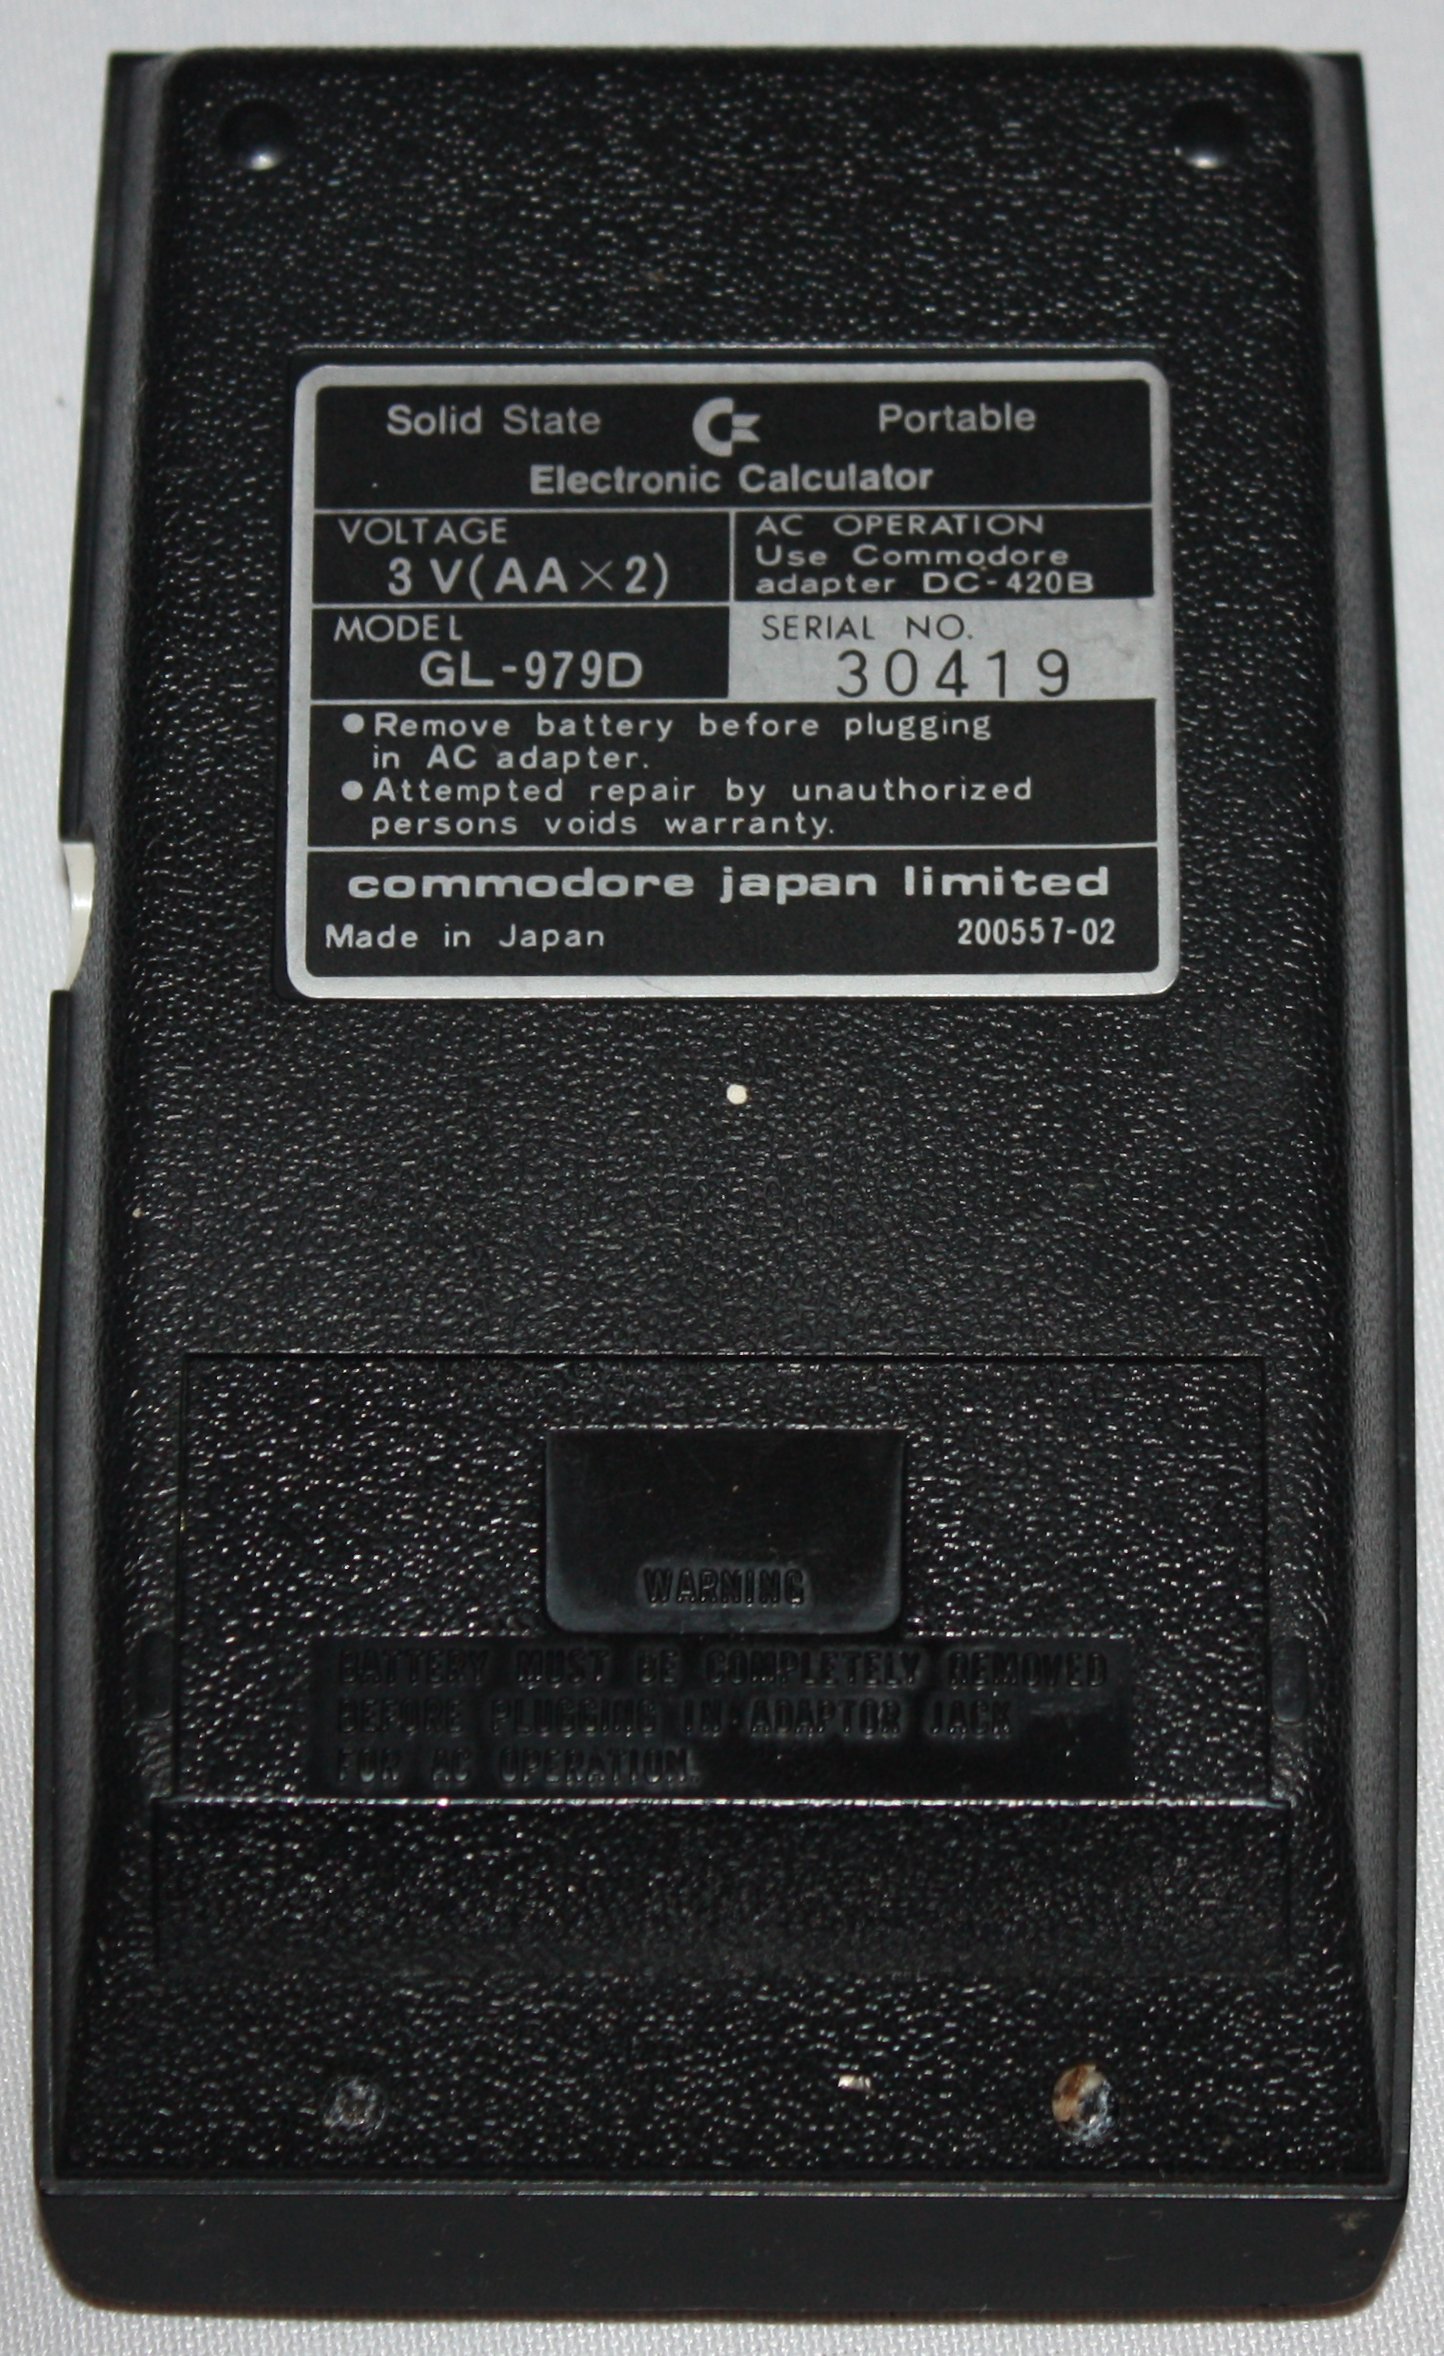 Solid State Portable
Electronic Calculator
VOLTAGE
3 V(AA×2)
AC OPERATION
Use Commodore
adapter DC-420B
MODEL
GL-979D
SERIAL NO.
30419
●Remove battery before plugging
in AC adapter.
●Attempted repair by unauthorized
persons voids warranty.
commodore japan limited
Made in Japan 200557-02
WARNING
BATTERY MUST BE COMPLETELY REMOVED
BEFORE PLUGGING IN ADAPTOR JACK
FOR AC OPERATION.